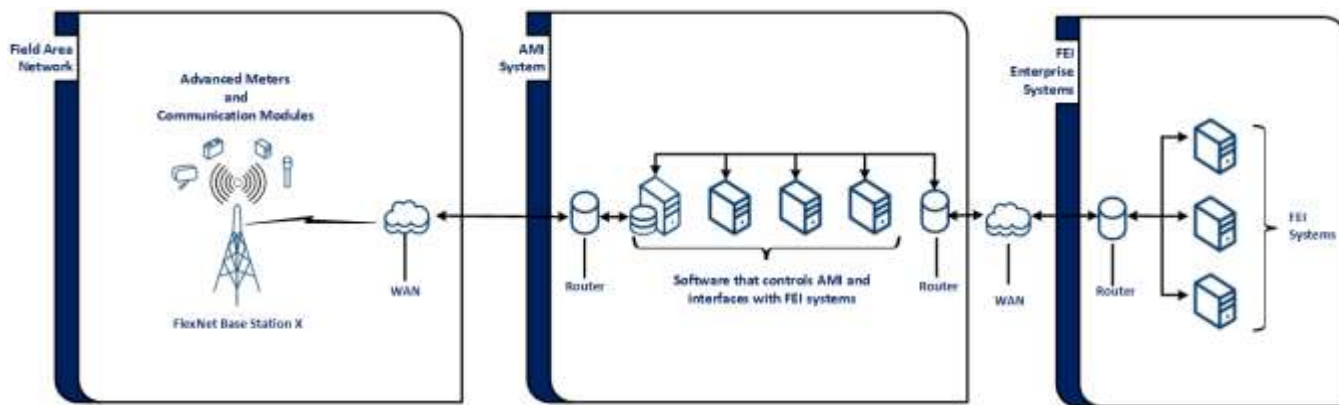 Field Area
Network
Advanced Meters
and
Communication Modules
FlexNet Base Station X
WAN
AMI
System
Router
Software that controls AMI and
interfaces with FEI systems
Router
WAN
FEI
Enterprise
Systems
Router
FEI
Systems